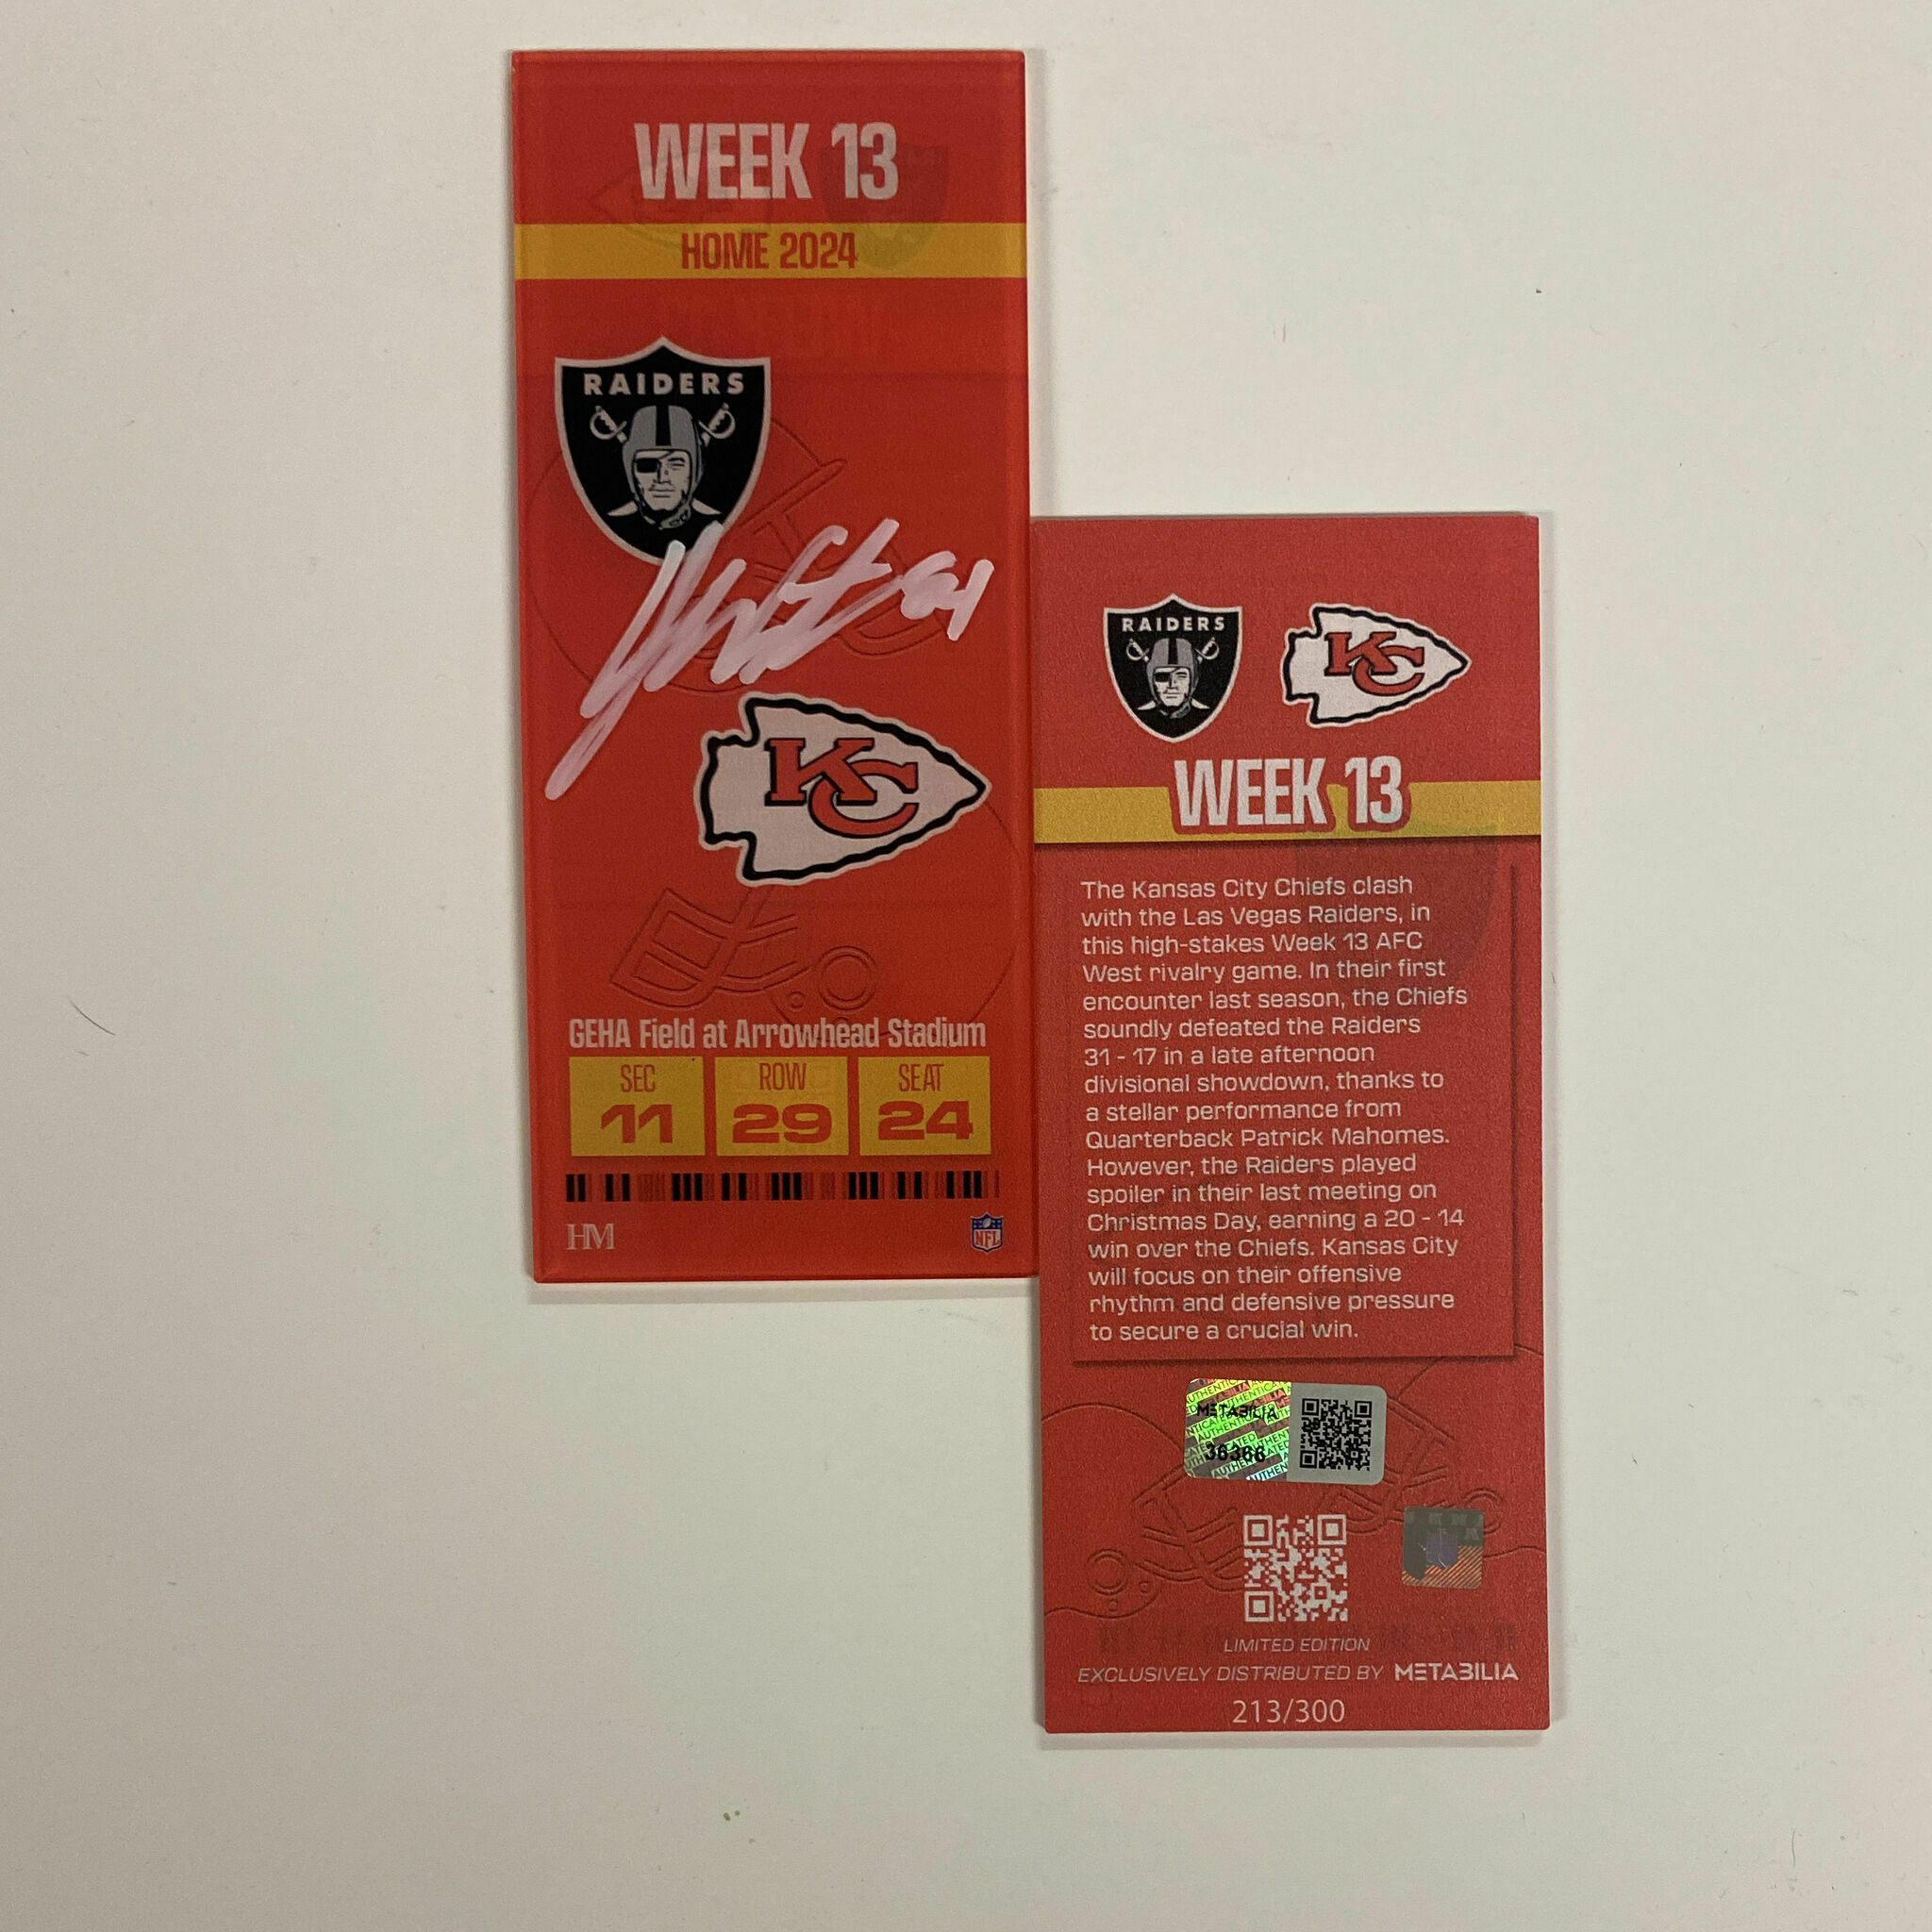 WEEK 13
HOME 2024
RAIDERS
84
KC
GEHA Field at Arrowhead Stadium
SEC ROW SEAT
11 29 24
HM NFL
RAIDERS KC
WEEK 13
The Kansas City Chiefs clash
with the Las Vegas Raiders, in
this high-stakes Week 13 AFC
West rivalry game. In their first
encounter last season, the Chiefs
soundly defeated the Raiders
31 - 17 in a late afternoon
divisional showdown, thanks to
a stellar performance from
Quarterback Patrick Mahomes.
However, the Raiders played
spoiler in their last meeting on
Christmas Day, earning a 20 - 14
win over the Chiefs. Kansas City
will focus on their offensive
rhythm and defensive pressure
to secure a crucial win.
METABILIA
36366
LIMITED EDITION
EXCLUSIVELY DISTRIBUTED BY METABILIA
213/300